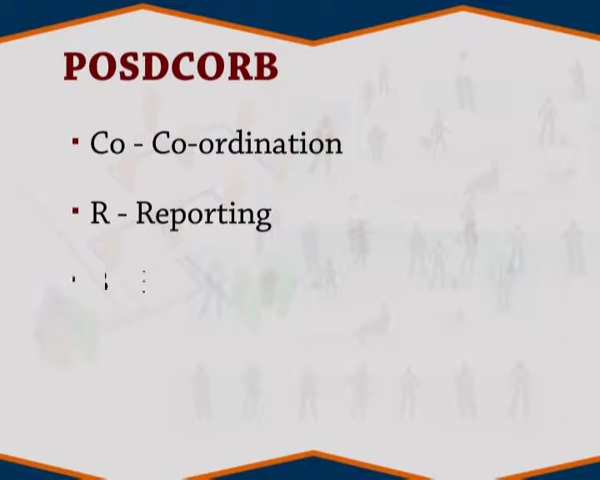 POSDCORB
▪ Co - Co-ordination
▪ R - Reporting